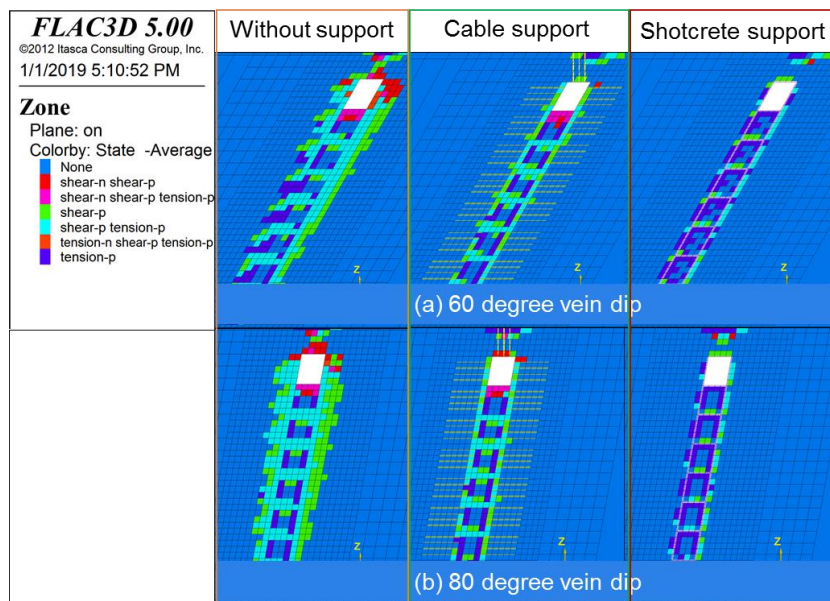 FLAC3D 5.00
©2012 Itasca Consulting Group, Inc.
1/1/2019 5:10:52 PM
Zone
Plane: on
Colorby: State -Average
None
shear-n shear-p
shear-n shear-p tension-p
shear-p
shear-p tension-p
tension-n shear-p tension-p
tension-p
Without support
Cable support
Shotcrete support
z
z
z
(a) 60 degree vein dip
z
z
z
(b) 80 degree vein dip